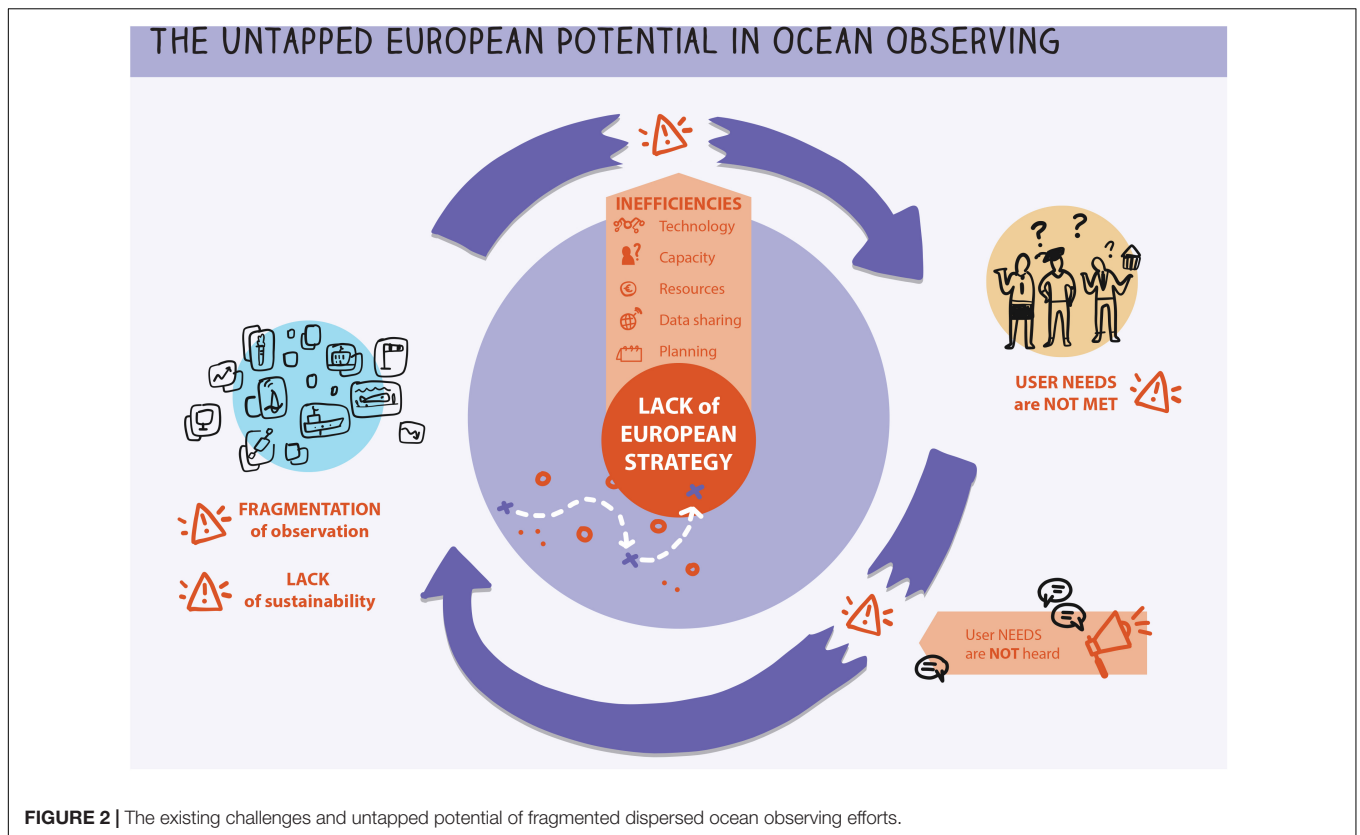 THE UNTAPPED EUROPEAN POTENTIAL IN OCEAN OBSERVING
INEFFICIENCIES
Technology
Capacity
Resources
Data sharing
Planning
LACK of
EUROPEAN
STRATEGY
USER NEEDS
are NOT MET
FRAGMENTATION
of observation
LACK
of sustainability
User NEEDS
are NOT heard
FIGURE 2 | The existing challenges and untapped potential of fragmented dispersed ocean observing efforts.